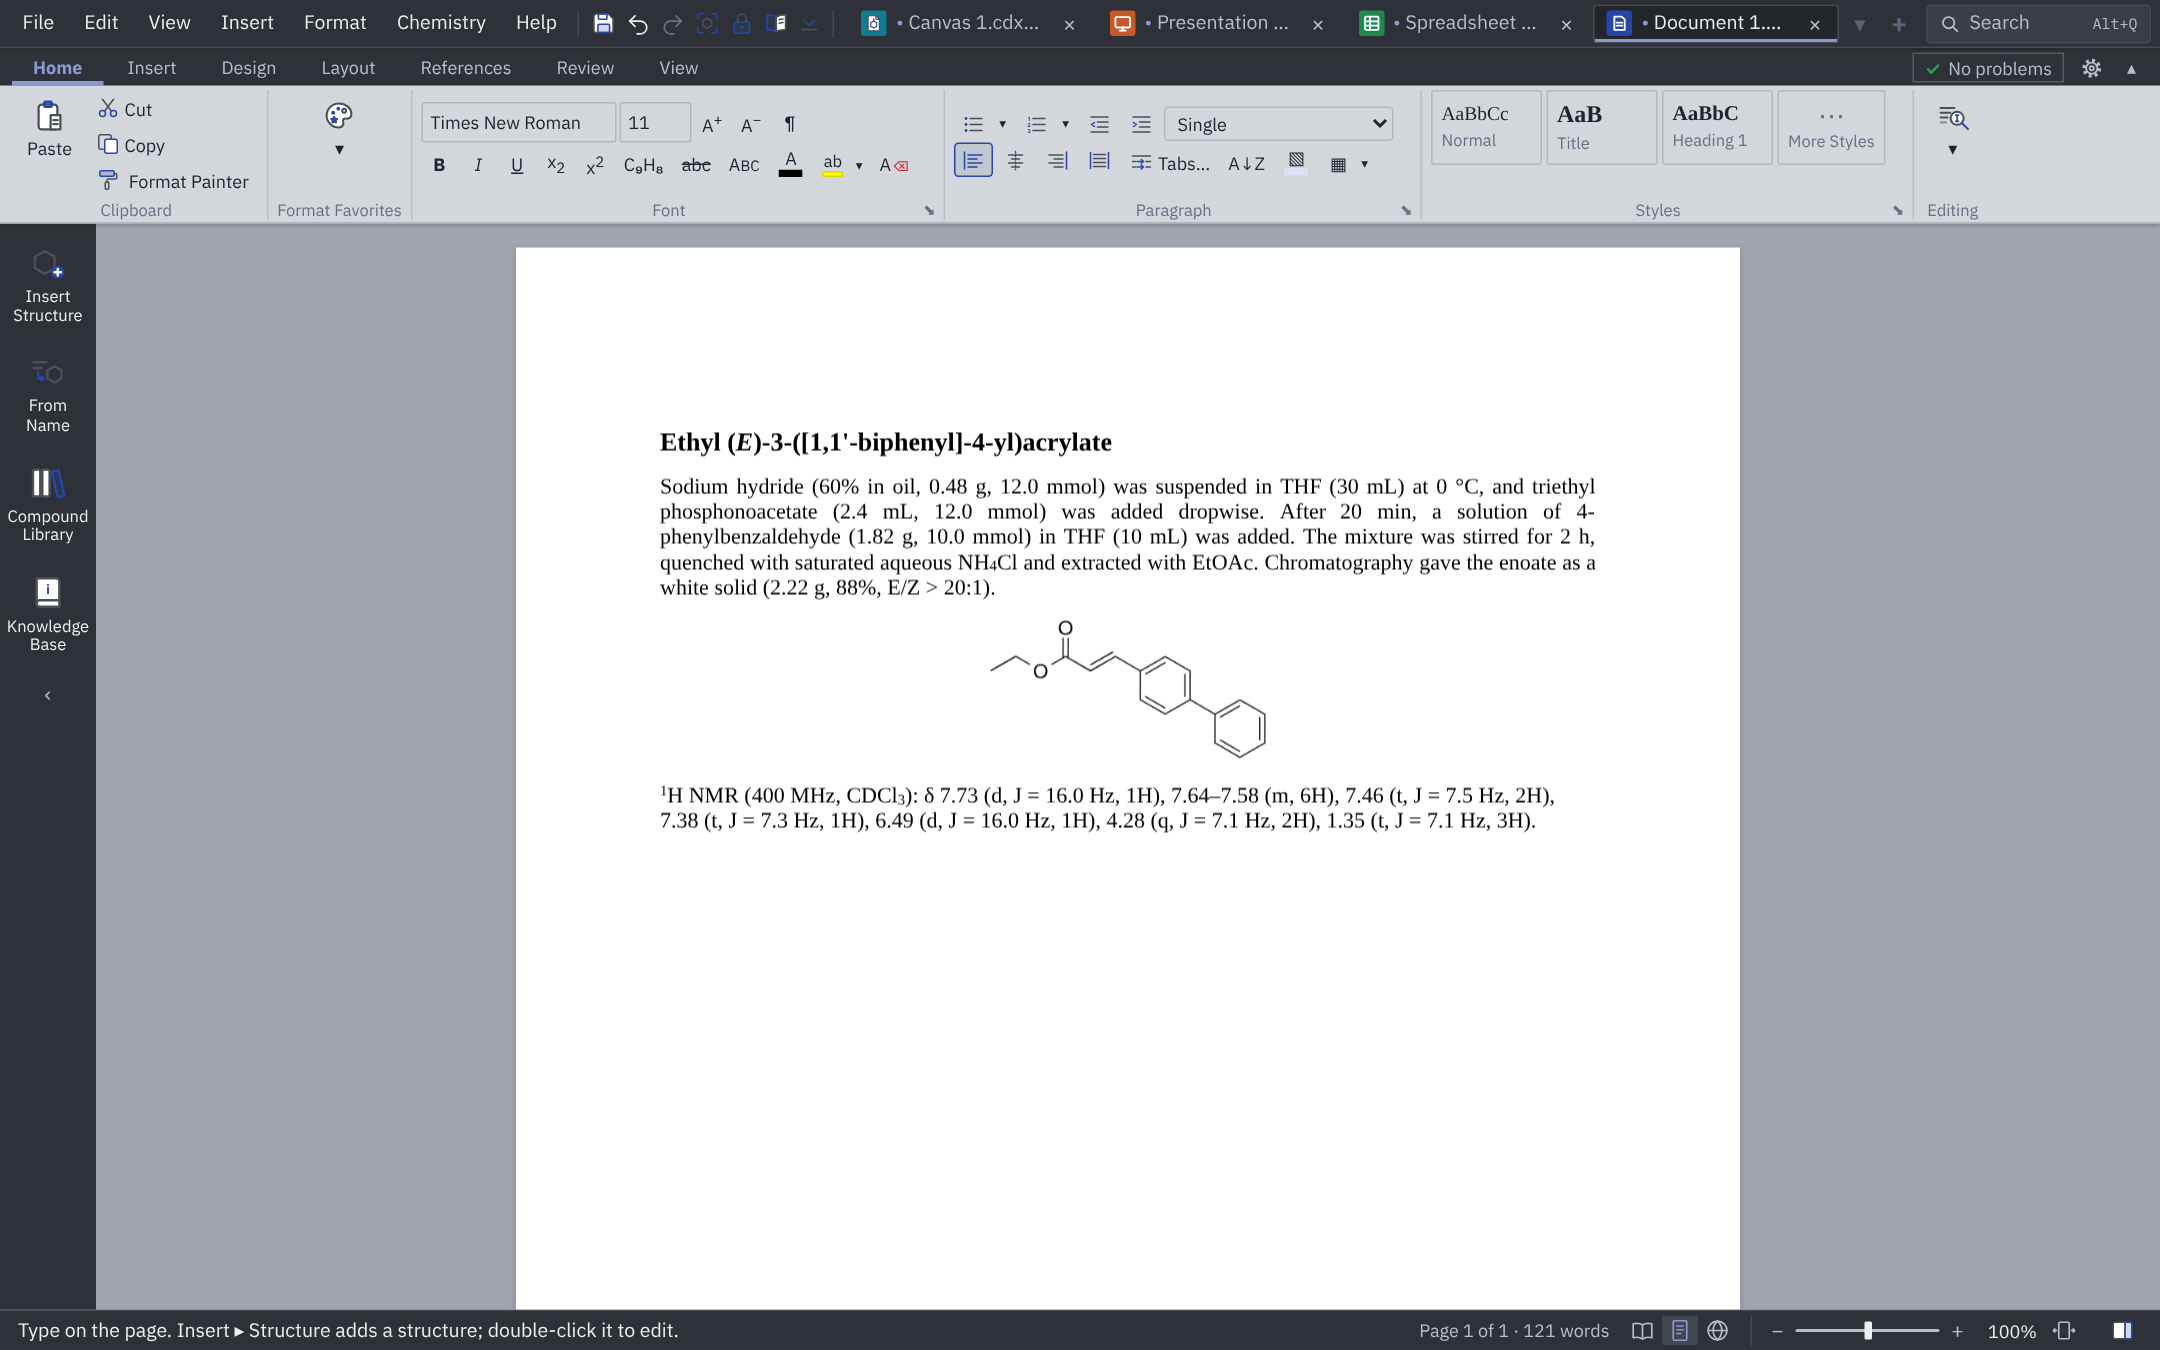 File Edit View Insert Format Chemistry Help • Canvas 1.cdx... × • Presentation ... × • Spreadsheet ... × • Document 1.... × Search Alt+Q
Home Insert Design Layout References Review View No problems
Paste Cut Copy Format Painter Clipboard
Format Favorites
Times New Roman 11 A+ A− ¶
B I U x₂ x² C₉H₈ abc ABC A ab A
Font
Single
Tabs... A↓Z
Paragraph
AaBbCc Normal AaB Title AaBbC Heading 1 ... More Styles
Styles
Editing
Insert Structure
From Name
Compound Library
Knowledge Base
Ethyl (E)-3-([1,1'-biphenyl]-4-yl)acrylate
Sodium hydride (60% in oil, 0.48 g, 12.0 mmol) was suspended in THF (30 mL) at 0 °C, and triethyl
phosphonoacetate (2.4 mL, 12.0 mmol) was added dropwise. After 20 min, a solution of 4-
phenylbenzaldehyde (1.82 g, 10.0 mmol) in THF (10 mL) was added. The mixture was stirred for 2 h,
quenched with saturated aqueous NH₄Cl and extracted with EtOAc. Chromatography gave the enoate as a
white solid (2.22 g, 88%, E/Z > 20:1).
O
O
¹H NMR (400 MHz, CDCl₃): δ 7.73 (d, J = 16.0 Hz, 1H), 7.64–7.58 (m, 6H), 7.46 (t, J = 7.5 Hz, 2H),
7.38 (t, J = 7.3 Hz, 1H), 6.49 (d, J = 16.0 Hz, 1H), 4.28 (q, J = 7.1 Hz, 2H), 1.35 (t, J = 7.1 Hz, 3H).
Type on the page. Insert ▸ Structure adds a structure; double-click it to edit. Page 1 of 1 · 121 words − + 100%